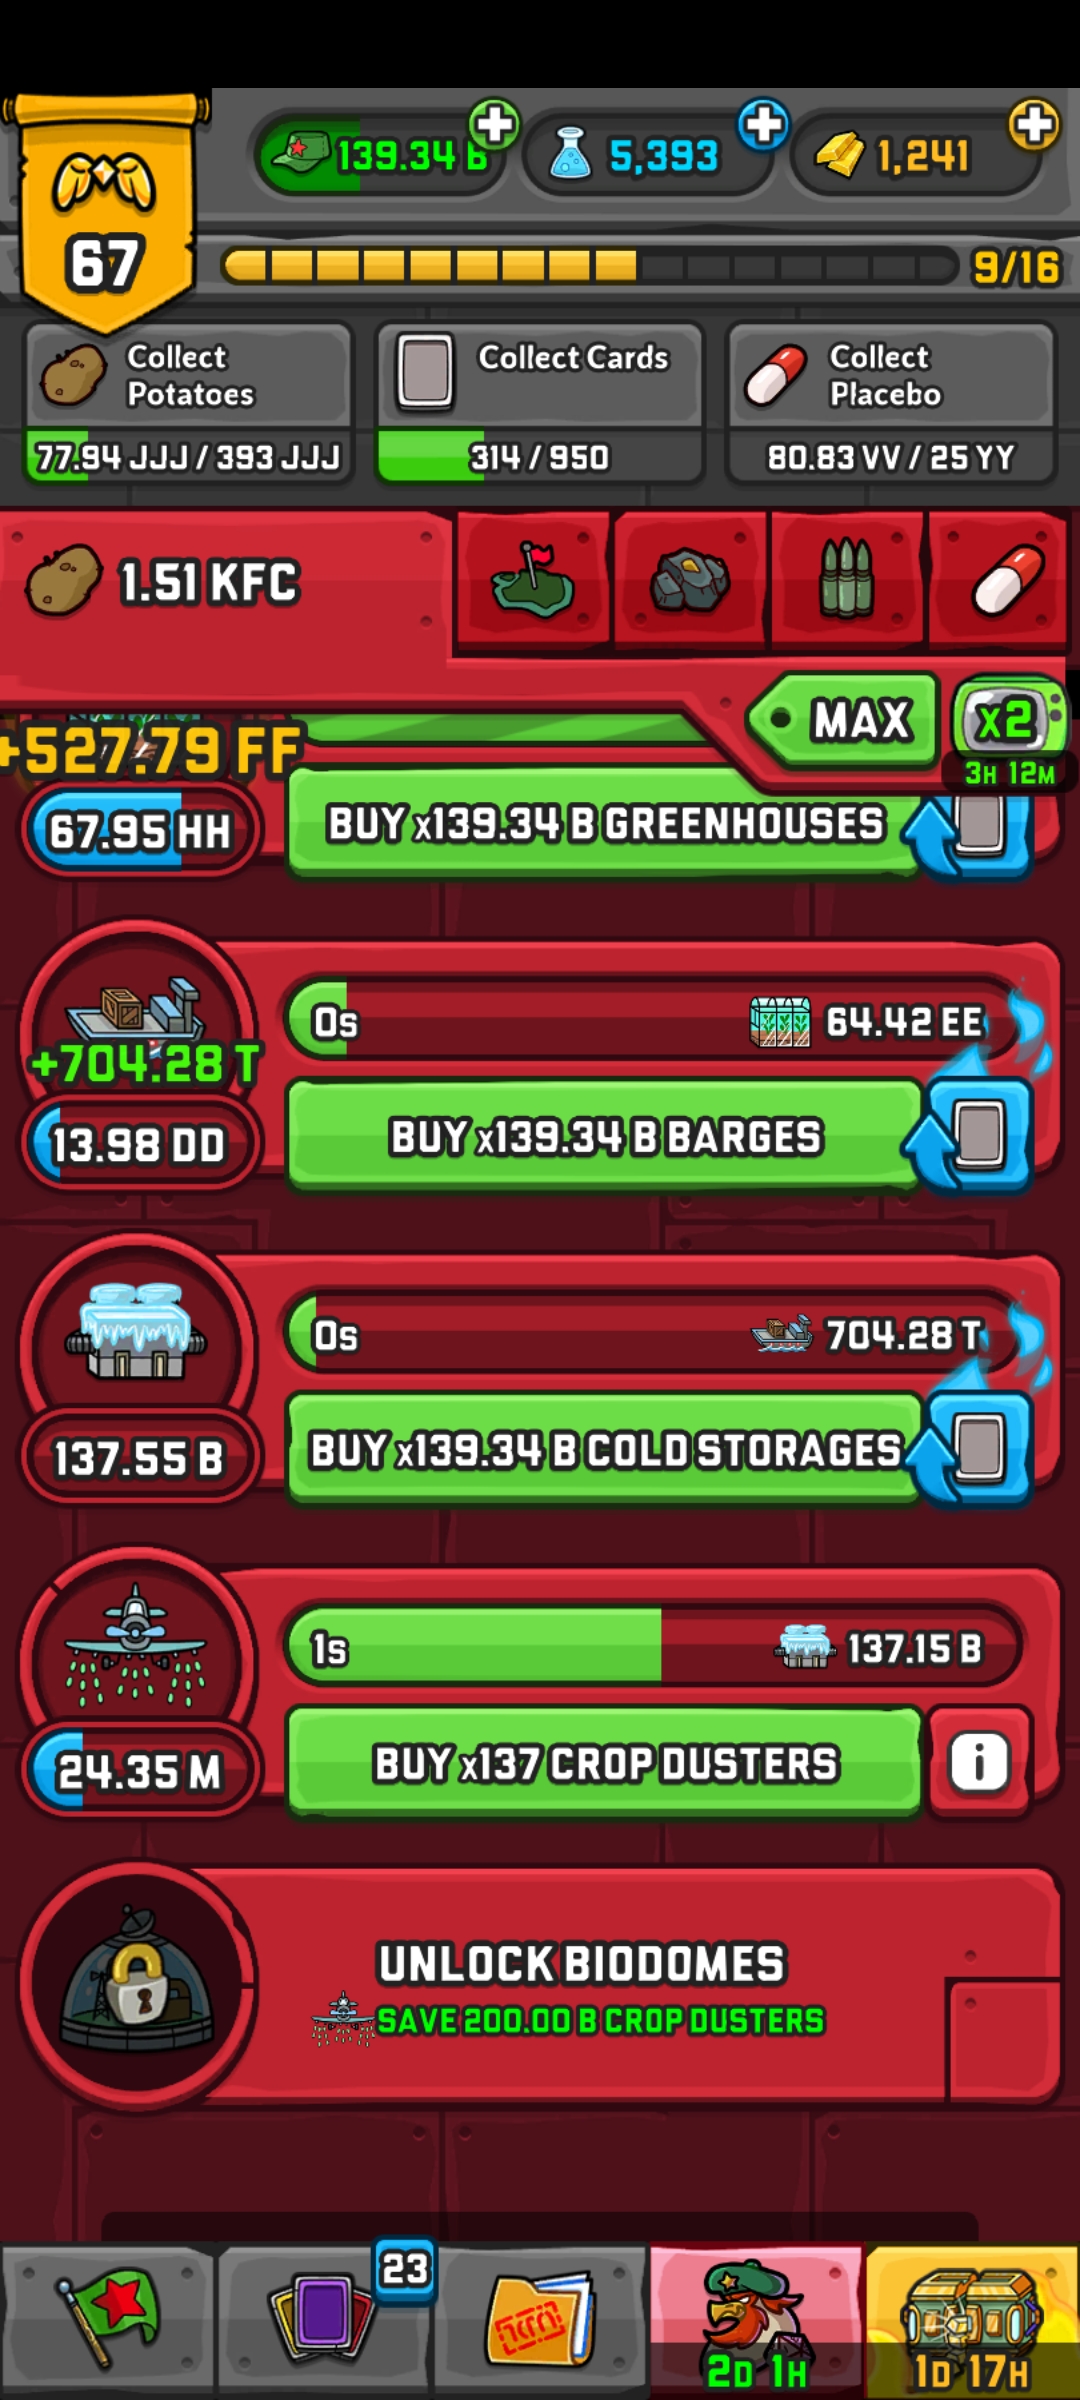 139.34 B
5,393
1,241
67
9/16
Collect
Potatoes
77.94 JJJ / 393 JJJ
Collect Cards
314 / 950
Collect
Placebo
80.83 VV / 25 YY
1.51 KFC
MAX
x2
3H 12M
+527.79 FF
67.95 HH
BUY x139.34 B GREENHOUSES
0s
64.42 EE
+704.28 T
13.98 DD
BUY x139.34 B BARGES
0s
704.28 T
137.55 B
BUY x139.34 B COLD STORAGES
1s
137.15 B
24.35 M
BUY x137 CROP DUSTERS
i
UNLOCK BIODOMES
SAVE 200.00 B CROP DUSTERS
23
2D 1H
1D 17H